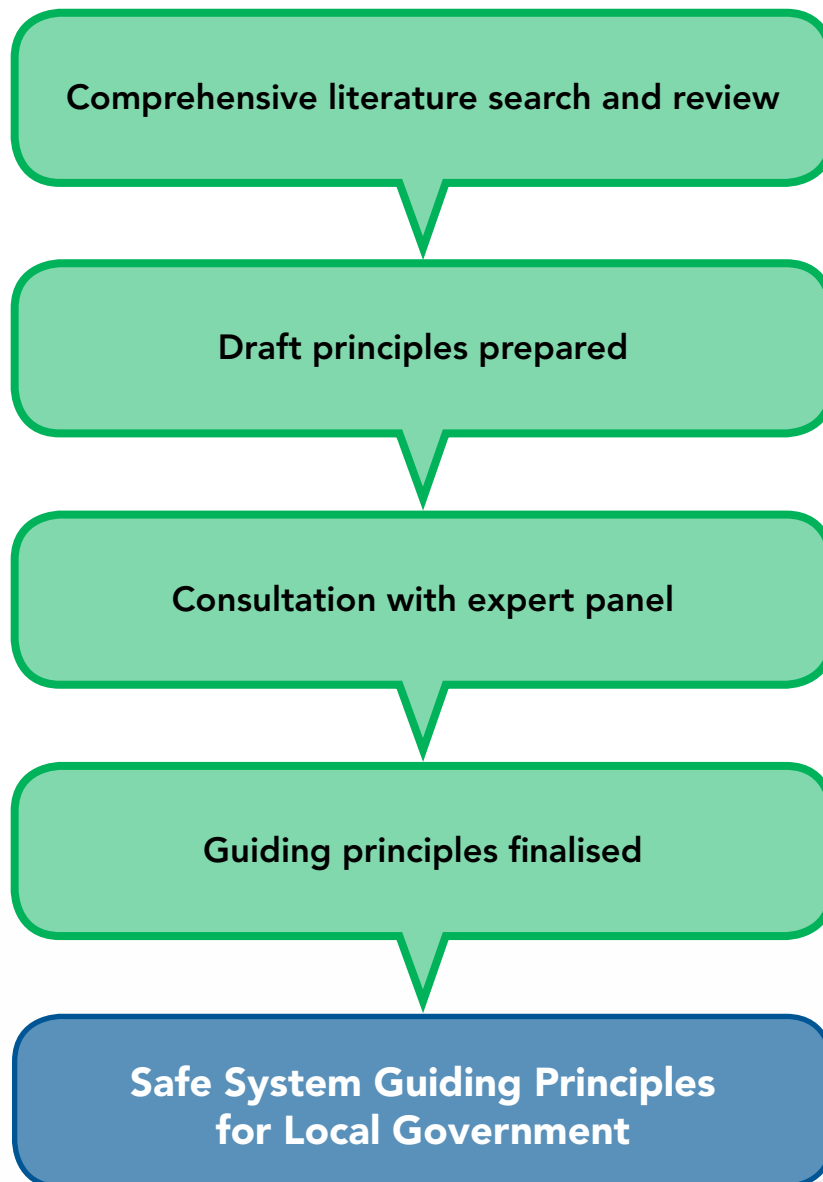 Comprehensive literature search and review
Draft principles prepared
Consultation with expert panel
Guiding principles finalised
Safe System Guiding Principles
for Local Government